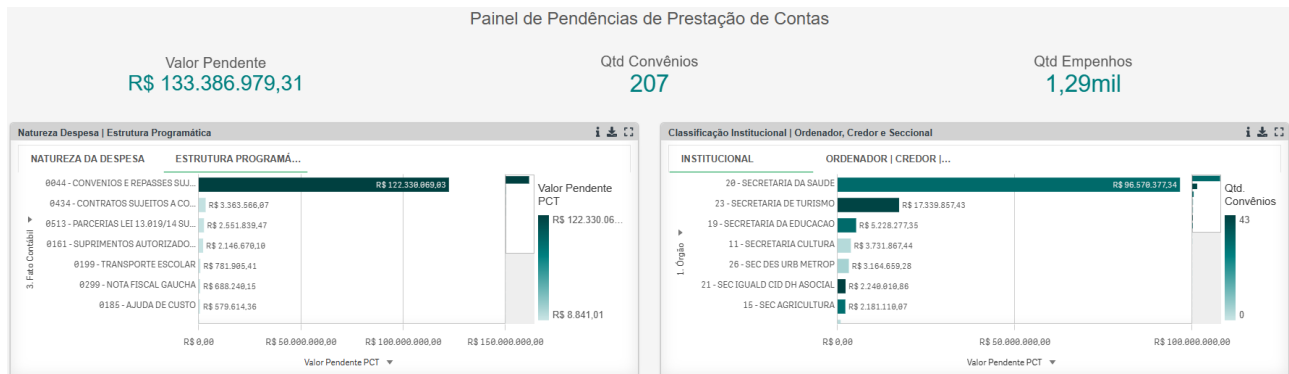 Painel de Pendências de Prestação de Contas
Valor Pendente
R$ 133.386.979,31
Qtd Convênios
207
Qtd Empenhos
1,29mil
Natureza Despesa | Estrutura Programática
NATUREZA DA DESPESA
ESTRUTURA PROGRAMÁ...
3. Fato Contábil
0044 - CONVENIOS E REPASSES SUJ... R$ 122.330.069,03
0434 - CONTRATOS SUJEITOS A CO... R$ 3.363.566,07
0513 - PARCERIAS LEI 13.019/14 SU... R$ 2.551.839,47
0161 - SUPRIMENTOS AUTORIZADO... R$ 2.146.670,10
0199 - TRANSPORTE ESCOLAR R$ 781.905,41
0299 - NOTA FISCAL GAUCHA R$ 688.240,15
0185 - AJUDA DE CUSTO R$ 579.614,36
R$ 0,00 R$ 50.000.000,00 R$ 100.000.000,00 R$ 150.000.000,00
Valor Pendente PCT
Valor Pendente
PCT
R$ 122.330.06...
R$ 8.841,01
Classificação Institucional | Ordenador, Credor e Seccional
INSTITUCIONAL
ORDENADOR | CREDOR |...
1. Órgão
20 - SECRETARIA DA SAUDE R$ 96.570.377,34
23 - SECRETARIA DE TURISMO R$ 17.339.857,43
19 - SECRETARIA DA EDUCACAO R$ 5.228.277,35
11 - SECRETARIA CULTURA R$ 3.731.867,44
26 - SEC DES URB METROP R$ 3.164.659,28
21 - SEC IGUALD CID DH ASOCIAL R$ 2.240.010,86
15 - SEC AGRICULTURA R$ 2.181.110,07
R$ 0,00 R$ 50.000.000,00 R$ 100.000.000,00
Valor Pendente PCT
Qtd.
Convênios
43
0